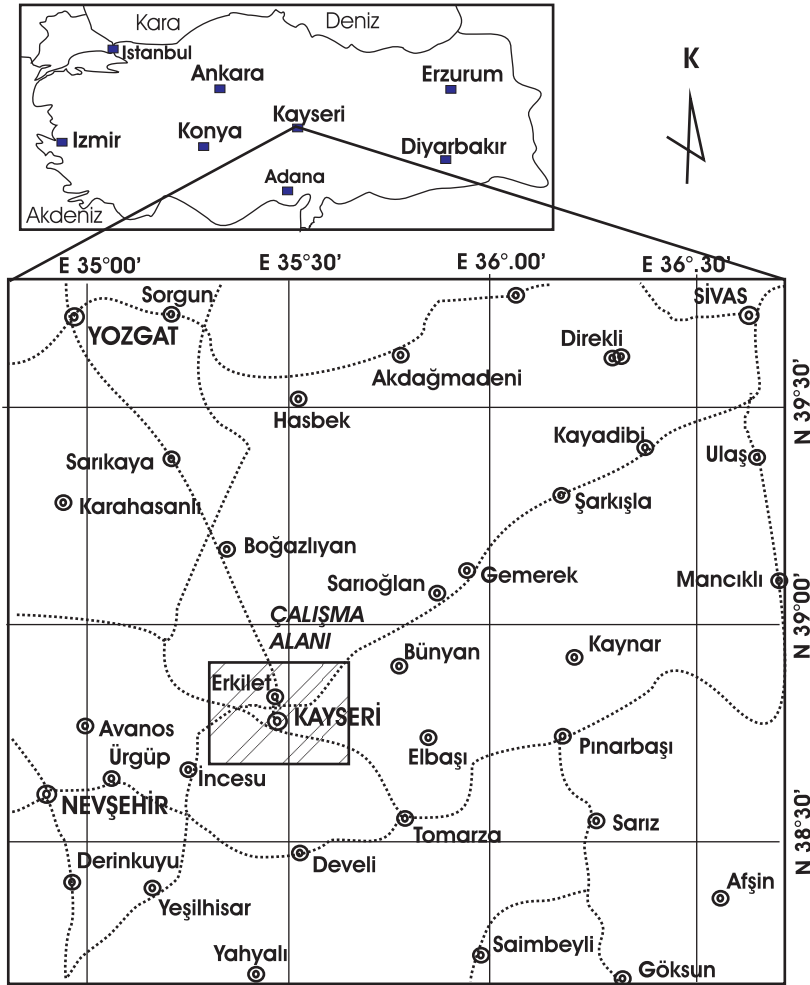 Kara
Deniz
Istanbul
Ankara
Erzurum
K
Kayseri
Izmir
Konya
Diyarbakır
Adana
Akdeniz
E 35°00'
E 35°30'
E 36°.00'
E 36°.30'
Sorgun
SİVAS
YOZGAT
Direkli
Akdağmadeni
N 39°30'
Hasbek
Kayadibi
Sarıkaya
Ulaş
Karahasanlı
Şarkışla
Boğazlıyan
Sarıoğlan
Gemerek
Mancıklı
ÇALIŞMA
ALANI
N 39°00'
Bünyan
Kaynar
Erkilet
KAYSERİ
Avanos
Elbaşı
Pınarbaşı
Ürgüp
İncesu
NEVŞEHİR
Tomarza
Sarız
N 38°30'
Derinkuyu
Develi
Afşin
Yeşilhisar
Yahyalı
Saimbeyli
Göksun